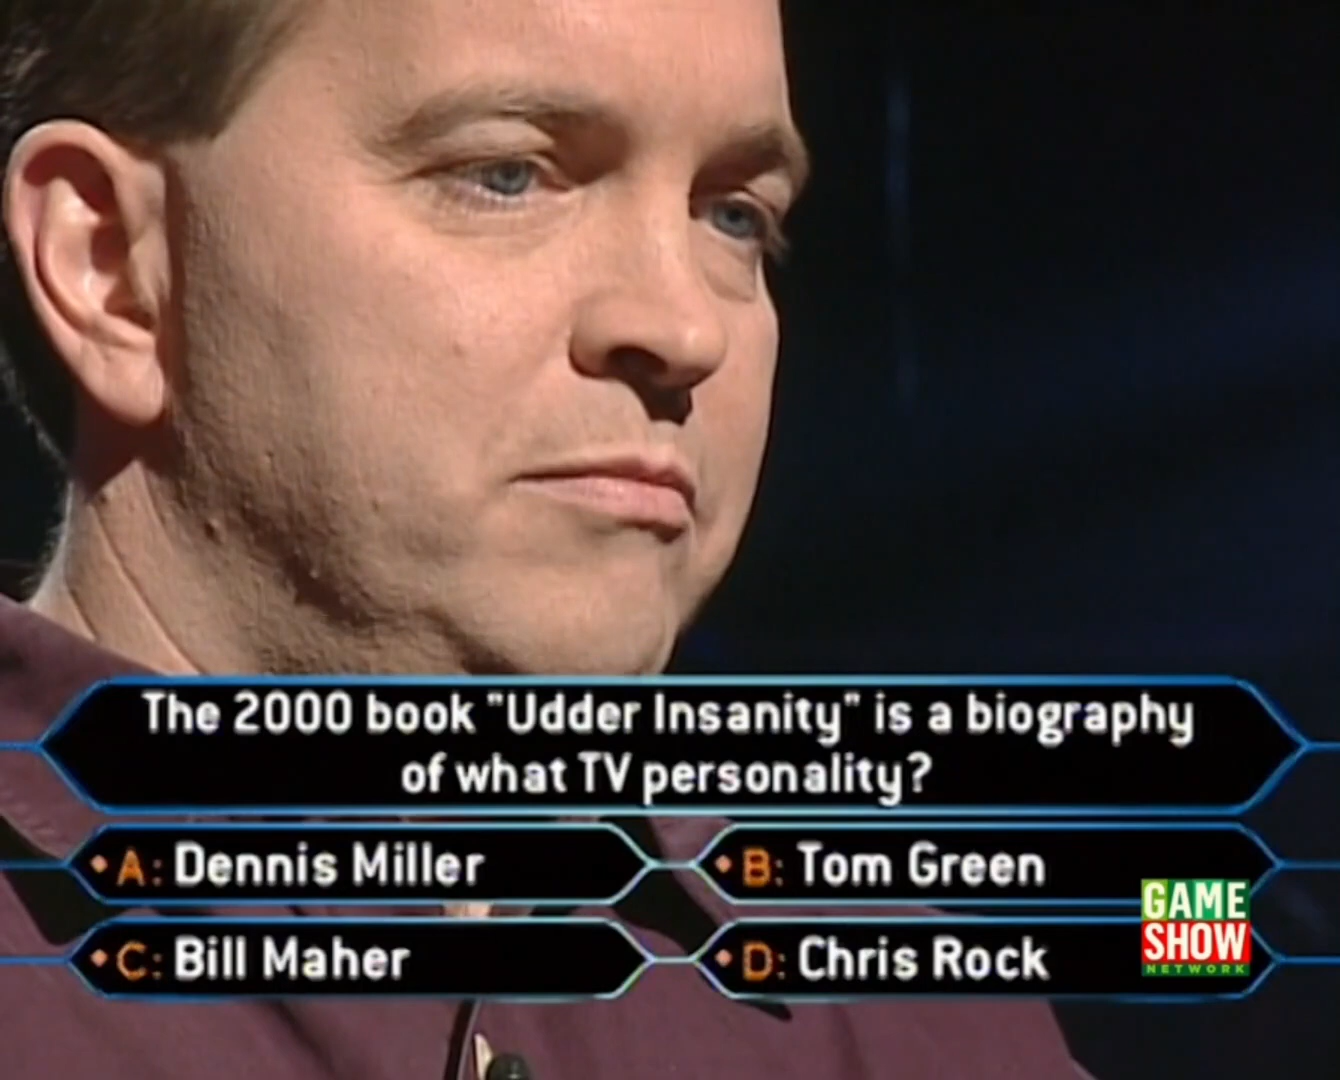 The 2000 book "Udder Insanity" is a biography
of what TV personality?
A: Dennis Miller
B: Tom Green
C: Bill Maher
D: Chris Rock
GAME
SHOW
NETWORK